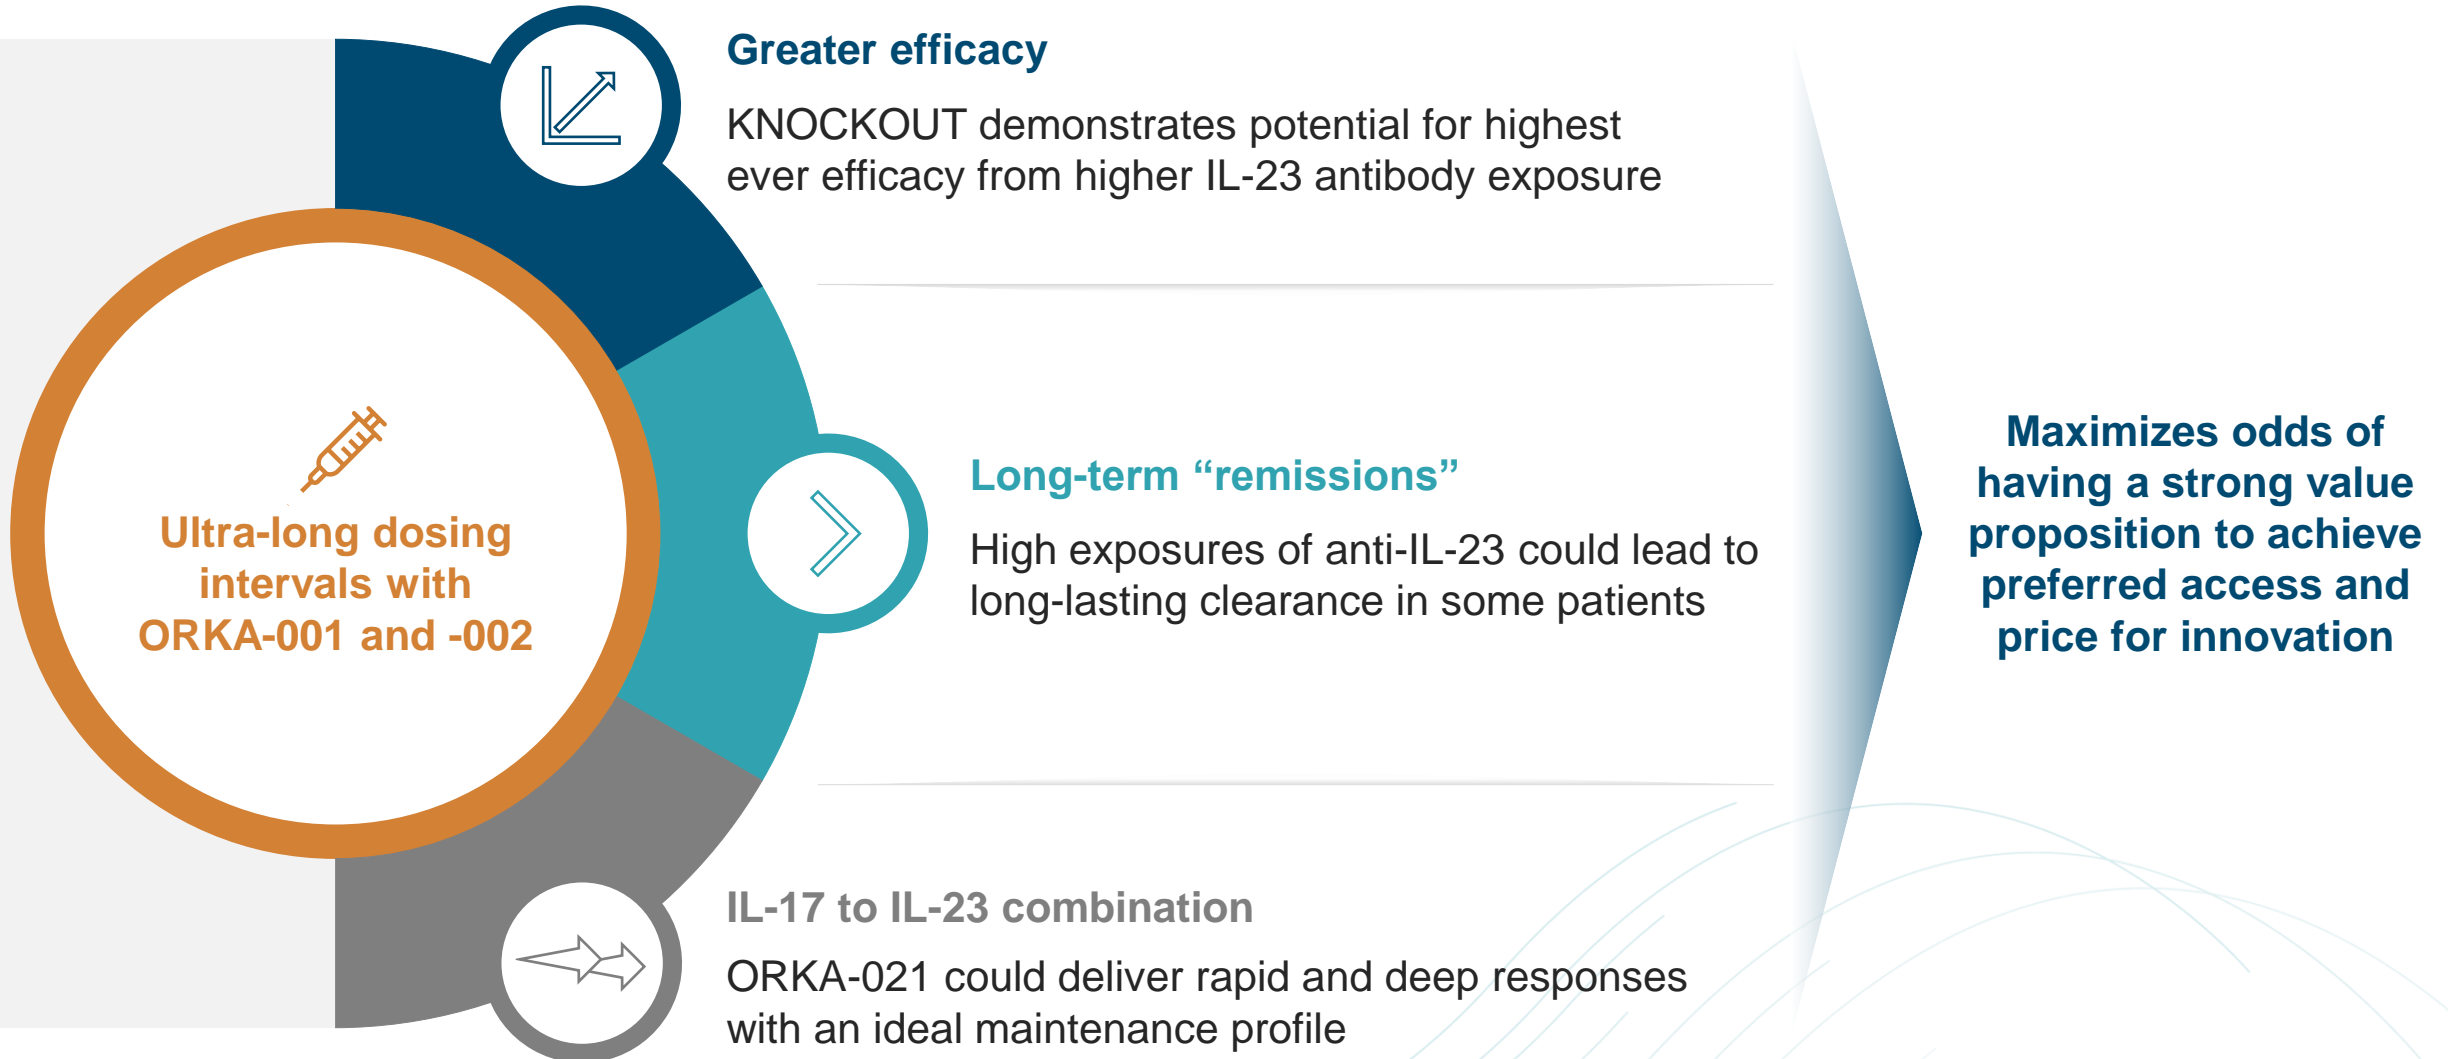 Greater efficacy
KNOCKOUT demonstrates potential for highest
ever efficacy from higher IL-23 antibody exposure
Ultra-long dosing
intervals with
ORKA-001 and -002
Long-term “remissions”
High exposures of anti-IL-23 could lead to
long-lasting clearance in some patients
IL-17 to IL-23 combination
ORKA-021 could deliver rapid and deep responses
with an ideal maintenance profile
Maximizes odds of
having a strong value
proposition to achieve
preferred access and
price for innovation